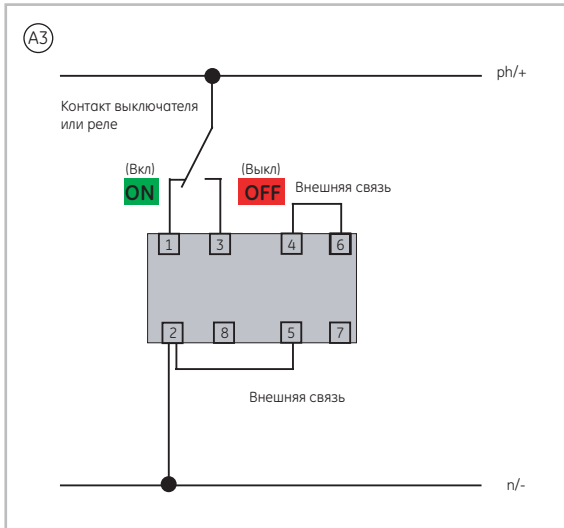 A3
ph/+
Контакт выключателя
или реле
(Вкл)
ON
(Выкл)
OFF
Внешняя связь
1 3 4 6
2 8 5 7
Внешняя связь
n/-